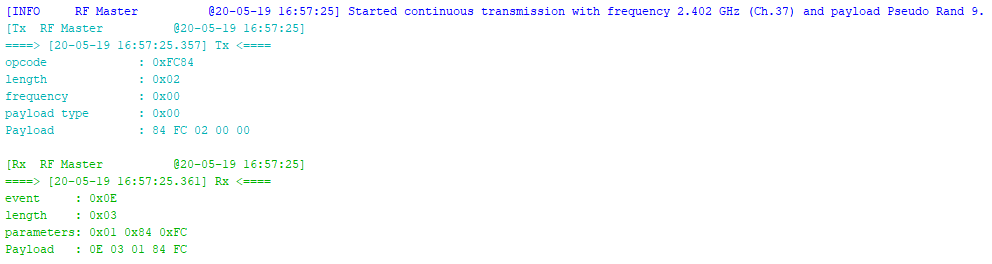 [INFO     RF Master          @20-05-19 16:57:25] Started continuous transmission with frequency 2.402 GHz (Ch.37) and payload Pseudo Rand 9.
[Tx  RF Master          @20-05-19 16:57:25]
====> [20-05-19 16:57:25.357] Tx <====
opcode             : 0xFC84
length             : 0x02
frequency          : 0x00
payload type       : 0x00
Payload            : 84 FC 02 00 00
[Rx  RF Master          @20-05-19 16:57:25]
====> [20-05-19 16:57:25.361] Rx <====
event     : 0x0E
length    : 0x03
parameters: 0x01 0x84 0xFC
Payload   : 0E 03 01 84 FC